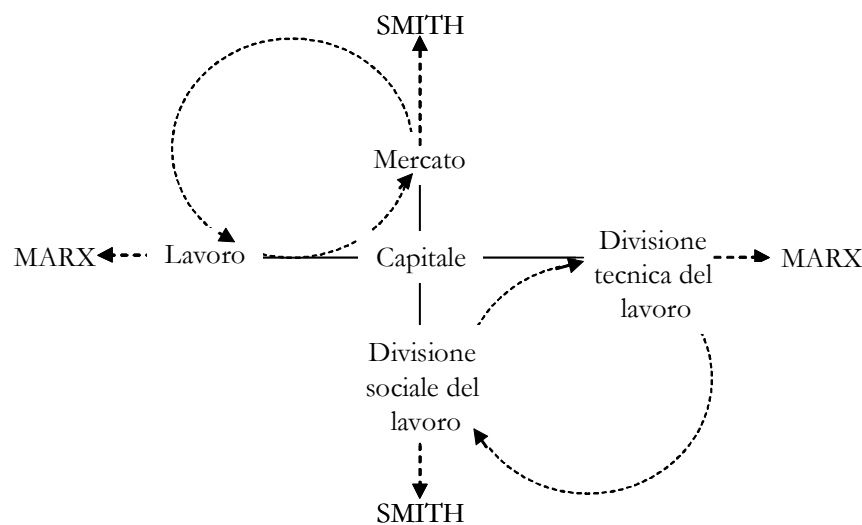 SMITH
Mercato
MARX
Lavoro
Capitale
Divisione
tecnica del
lavoro
MARX
Divisione
sociale del
lavoro
SMITH